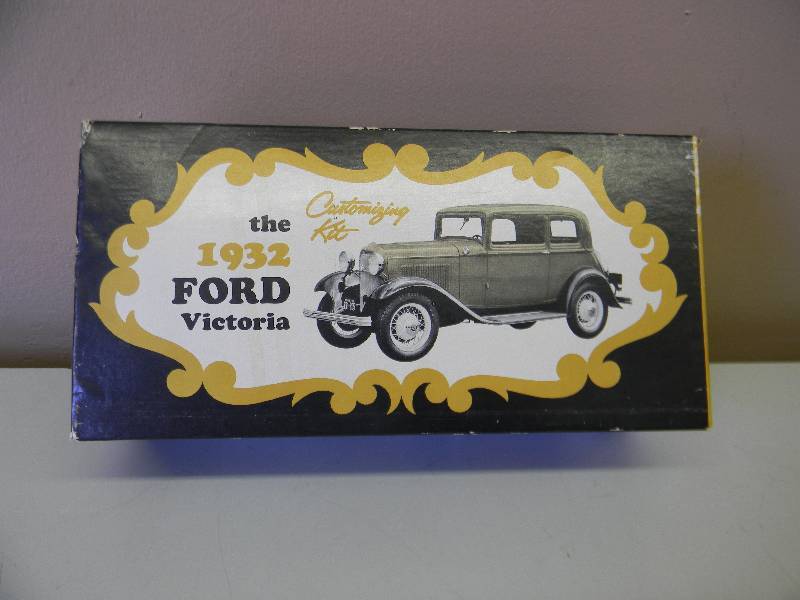 the
1932
FORD
Victoria
Customizing
Kit